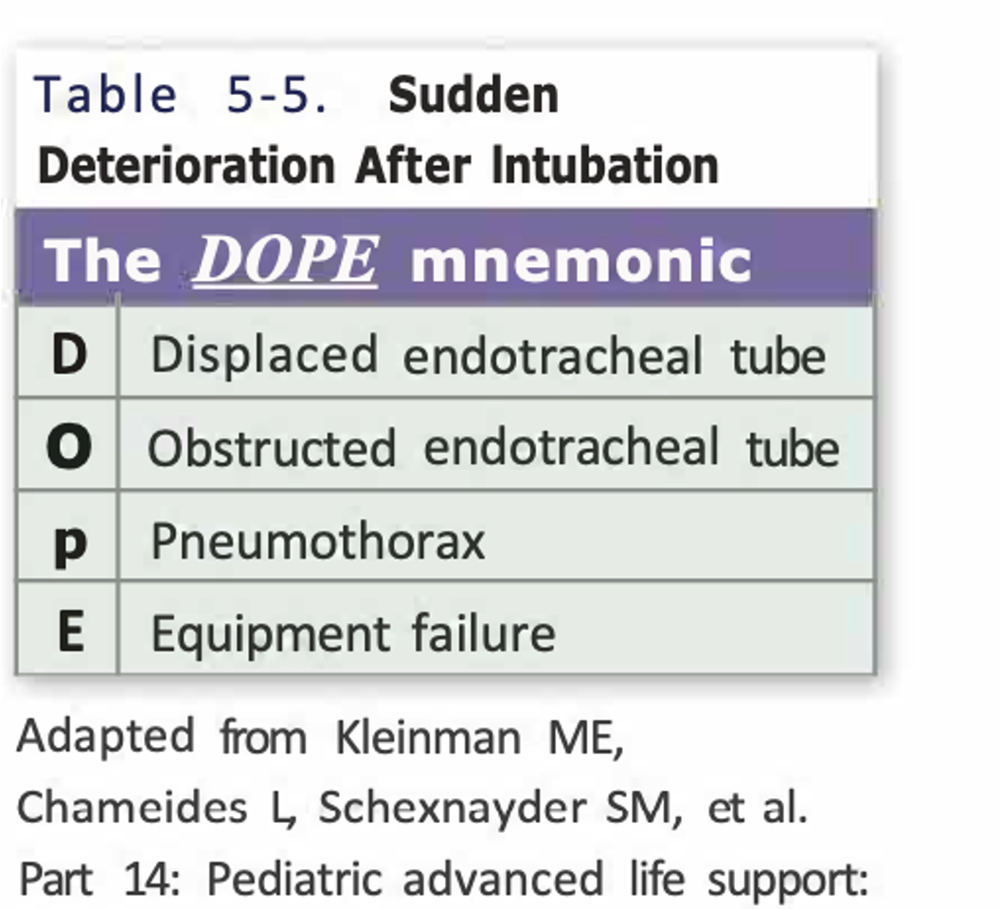 Table 5-5. Sudden
Deterioration After Intubation
The DOPE mnemonic
D Displaced endotracheal tube
O Obstructed endotracheal tube
p Pneumothorax
E Equipment failure
Adapted from Kleinman ME,
Chameides L, Schexnayder SM, et al.
Part 14: Pediatric advanced life support: